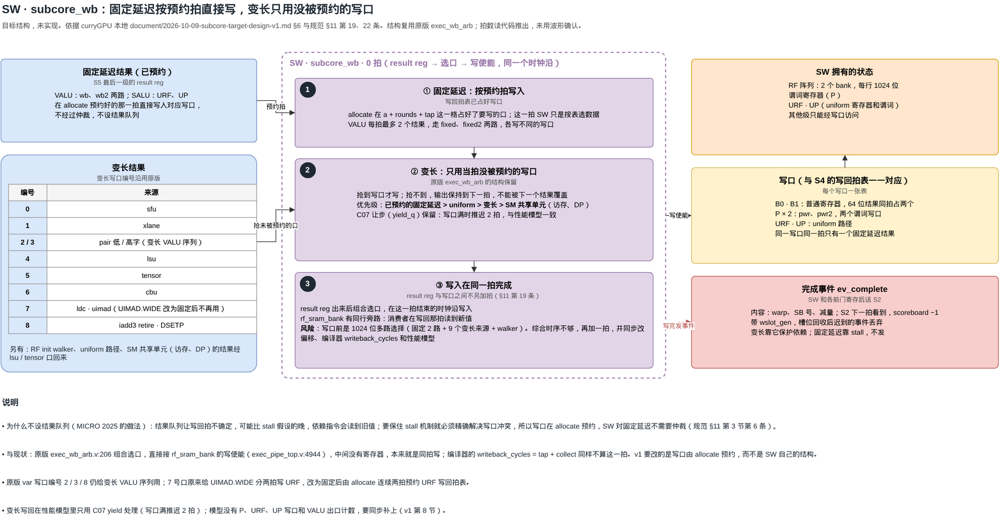 SW · subcore_wb：固定延迟按预约拍直接写，变长只用没被预约的写口
目标结构，未实现。依据 curryGPU 本地 document/2026-10-09-subcore-target-design-v1.md §6 与规范 §11 第 19、22 条。结构复用原版 exec_wb_arb；拍数读代码推出，未用波形确认。
固定延迟结果（已预约）
S5 最后一级的 result reg
VALU：wb、wb2 两路；SALU：URF、UP
在 allocate 预约好的那一拍直接写入对应写口，
不经过仲裁，不设结果队列
预约拍
变长结果
变长写口编号沿用原版
编号 来源
0 sfu
1 xlane
2 / 3 pair 低 / 高字（变长 VALU 序列）
4 lsu
5 tensor
6 cbu
7 ldc · uimad（UIMAD.WIDE 改为固定后不再用）
8 iadd3 retire · DSETP
另有：RF init walker、uniform 路径、SM 共享单元（访存、DP）的结果经
lsu / tensor 口回来
抢未被预约的口
SW · subcore_wb · 0 拍（result reg → 选口 → 写使能，同一个时钟沿）
1
① 固定延迟：按预约拍写入
写回拍表已占好写口
allocate 在 a + rounds + tap 这一格占好了要写的口；这一拍 SW 只是按表选数据
VALU 每拍最多 2 个结果，走 fixed、fixed2 两路，各写不同的写口
2
② 变长：只用当拍没被预约的写口
原版 exec_wb_arb 的结构保留
抢到写口才写；抢不到，输出保持到下一拍，不能被下一个结果覆盖
优先级：已预约的固定延迟 > uniform > 变长 > SM 共享单元（访存、DP）
C07 让步（yield_q）保留：写口满时推迟 2 拍，与性能模型一致
3
③ 写入在同一拍完成
result reg 与写口之间不另加拍（§11 第 19 条）
result reg 出来后组合选口，在这一拍结束的时钟沿写入
rf_sram_bank 有同行旁路：消费者在写回那拍读到新值
风险：写口前是 1024 位多路选择（固定 2 路 + 9 个变长来源 + walker）。综合时序不够，再加一拍，并同步改
偏移、编译器 writeback_cycles 和性能模型
写使能
写完发事件
SW 拥有的状态
RF 阵列：2 个 bank，每行 1024 位
谓词寄存器（P）
URF · UP（uniform 寄存器和谓词）
其他级只能经写口访问
写口（与 S4 的写回拍表一一对应）
每个写口一张表
B0 · B1：普通寄存器，64 位结果同拍占两个
P × 2：pwr、pwr2，两个谓词写口
URF · UP：uniform 路径
同一写口同一拍只有一个固定延迟结果
完成事件 ev_complete
SW 和各前门寄存后送 S2
内容：warp、SB 号、减量；S2 下一拍看到，scoreboard −1
带 wslot_gen，槽位回收后迟到的事件丢弃
变长靠它保护依赖；固定延迟靠 stall，不发
说明
• 为什么不设结果队列（MICRO 2025 的做法）：结果队列让写回拍不确定，可能比 stall 假设的晚，依赖指令会读到旧值；要保住 stall 机制就必须精确解决写口冲突，所以写口在 allocate 预约，SW 对固定延迟不需要仲裁（规范 §11 第 3 节第 6 条）。
• 与现状：原版 exec_wb_arb.v:206 组合选口，直接接 rf_sram_bank 的写使能（exec_pipe_top.v:4944），中间没有寄存器，本来就是同拍写；编译器的 writeback_cycles = tap + collect 同样不算这一拍。v1 要改的是写口由 allocate 预约，而不是 SW 自己的结构。
• 原版 var 写口编号 2 / 3 / 8 仍给变长 VALU 序列用；7 号口原来给 UIMAD.WIDE 分两拍写 URF，改为固定后由 allocate 连续两拍预约 URF 写回拍表。
• 变长写回在性能模型里只用 C07 yield 处理（写口满推迟 2 拍）；模型没有 P、URF、UP 写口和 VALU 出口计数，要同步补上（v1 第 8 节）。